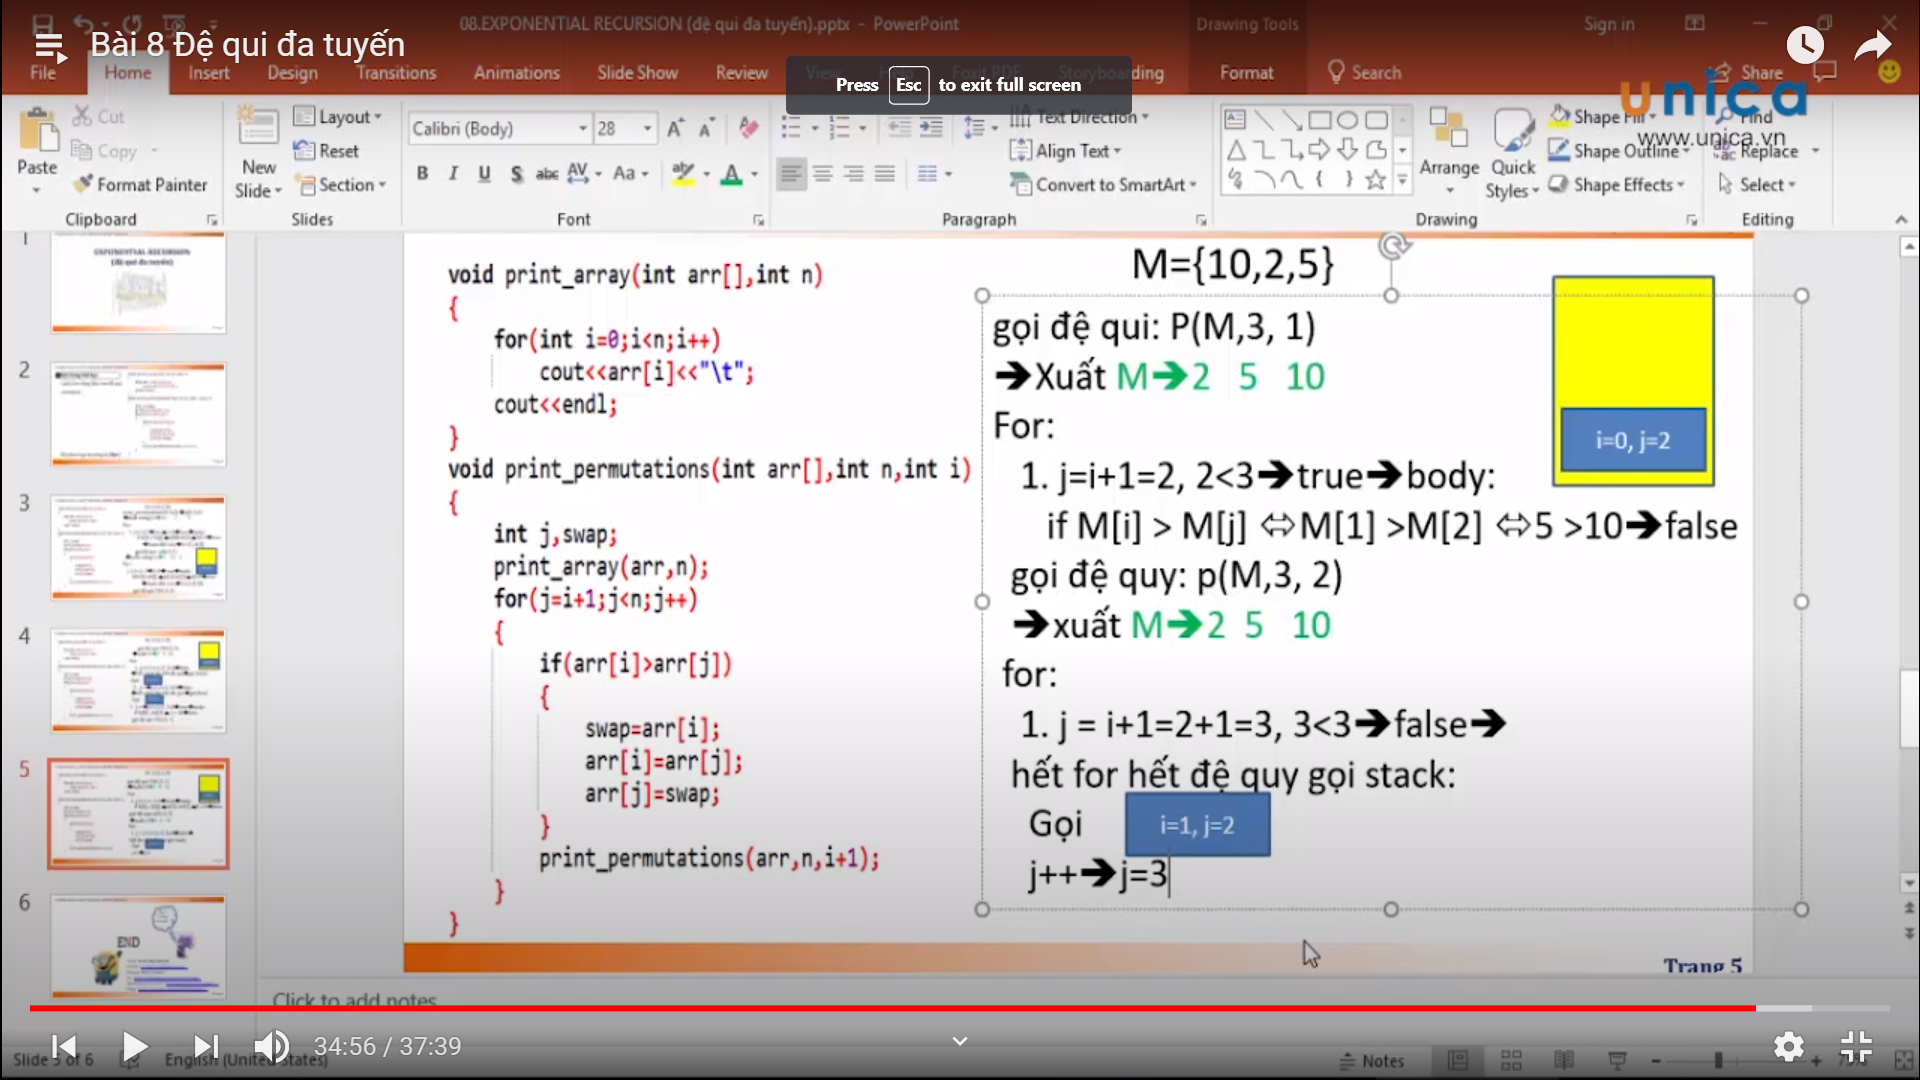 08.EXPONENTIAL RECURSION (đệ qui đa tuyến).pptx - PowerPoint
Drawing Tools
Sign in
Bài 8 Đệ qui đa tuyến
File
Home
Insert
Design
Transitions
Animations
Slide Show
Review
View
Storyboarding
Format
Search
Share
Press Esc to exit full screen
unica
www.unica.vn
Paste
Cut
Copy
Format Painter
Clipboard
New Slide
Layout
Reset
Section
Slides
Calibri (Body)
28
B I U S abc AV Aa A
Font
Text Direction
Align Text
Convert to SmartArt
Paragraph
Arrange
Quick Styles
Shape Fill
Shape Outline
Shape Effects
Drawing
Find
Replace
Select
Editing
1
EXPONENTIAL RECURSION
(đệ qui đa tuyến)
2
3
4
5
6
END
void print_array(int arr[],int n)
{
for(int i=0;i<n;i++)
cout<<arr[i]<<"\t";
cout<<endl;
}
void print_permutations(int arr[],int n,int i)
{
int j,swap;
print_array(arr,n);
for(j=i+1;j<n;j++)
{
if(arr[i]>arr[j])
{
swap=arr[i];
arr[i]=arr[j];
arr[j]=swap;
}
print_permutations(arr,n,i+1);
}
}
M={10,2,5}
gọi đệ qui: P(M,3, 1)
➔Xuất M➔2 5 10
For:
1. j=i+1=2, 2<3➔true➔body:
if M[i] > M[j] ⬄M[1] >M[2] ⬄5 >10➔false
gọi đệ quy: p(M,3, 2)
➔xuất M➔2 5 10
for:
1. j = i+1=2+1=3, 3<3➔false➔
hết for hết đệ quy gọi stack:
Gọi
i=1, j=2
j++➔j=3
i=0, j=2
Trang 5
Click to add notes
34:56 / 37:39
Slide 5 of 6
English (United States)
Notes